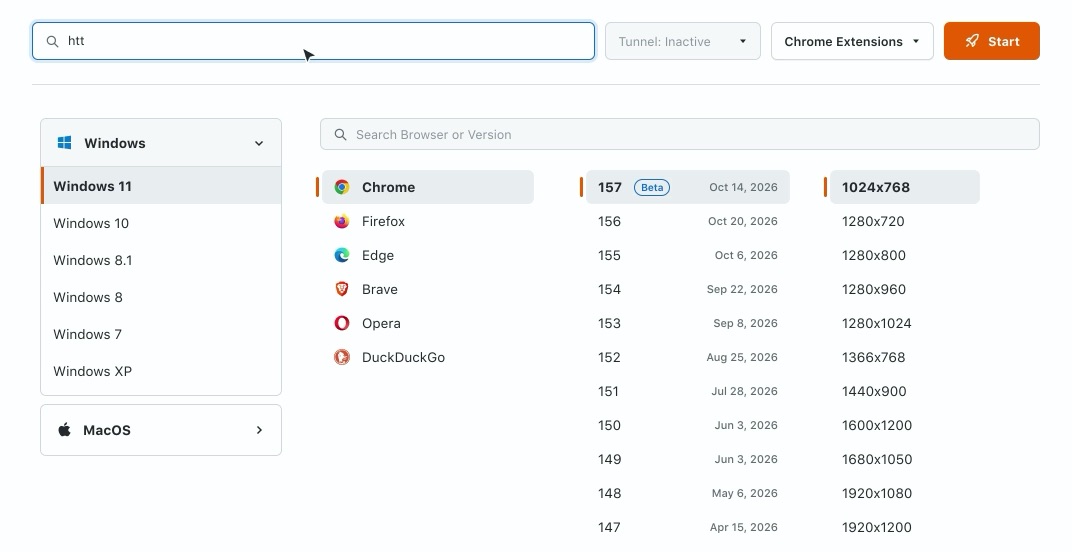 htt
Tunnel: Inactive
Chrome Extensions
Start
Windows
Windows 11
Windows 10
Windows 8.1
Windows 8
Windows 7
Windows XP
MacOS
Search Browser or Version
Chrome
Firefox
Edge
Brave
Opera
DuckDuckGo
157 Beta Oct 14, 2026
156 Oct 20, 2026
155 Oct 6, 2026
154 Sep 22, 2026
153 Sep 8, 2026
152 Aug 25, 2026
151 Jul 28, 2026
150 Jun 3, 2026
149 Jun 3, 2026
148 May 6, 2026
147 Apr 15, 2026
1024x768
1280x720
1280x800
1280x960
1280x1024
1366x768
1440x900
1600x1200
1680x1050
1920x1080
1920x1200